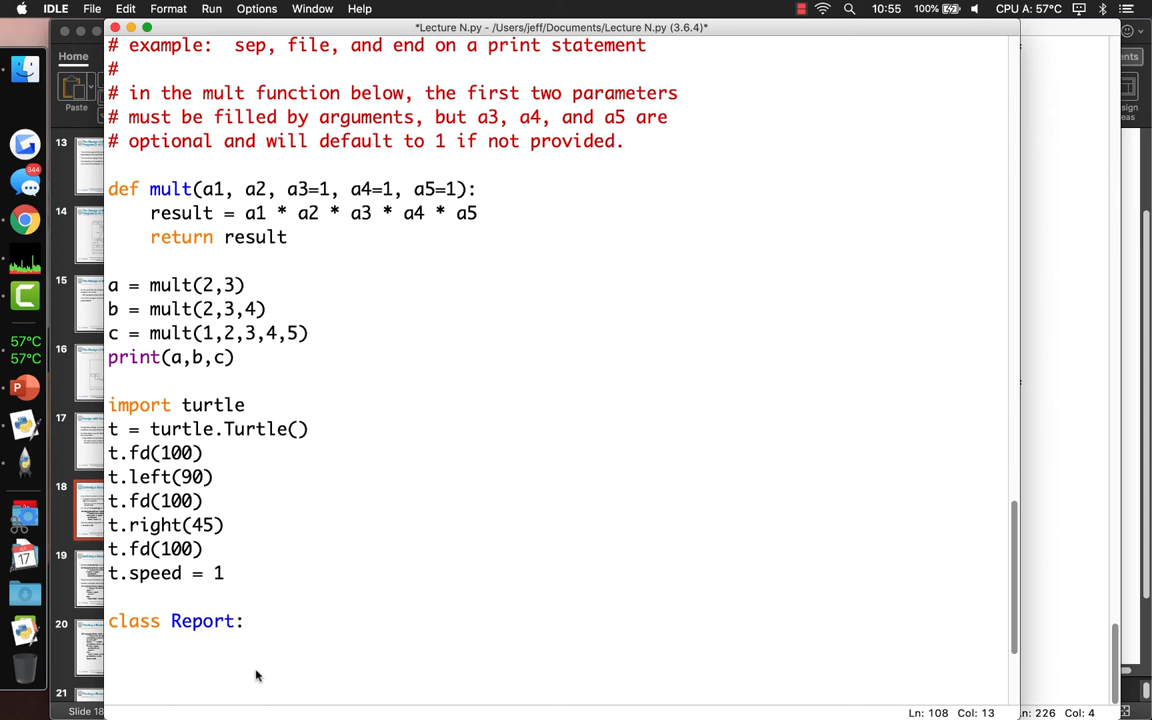 IDLE File Edit Format Run Options Window Help
100% 10:55 CPU A: 57°C
*Lecture N.py - /Users/jeff/Documents/Lecture N.py (3.6.4)*
# example:  sep, file, and end on a print statement
#
# in the mult function below, the first two parameters
# must be filled by arguments, but a3, a4, and a5 are
# optional and will default to 1 if not provided.
def mult(a1, a2, a3=1, a4=1, a5=1):
    result = a1 * a2 * a3 * a4 * a5
    return result
a = mult(2,3)
b = mult(2,3,4)
c = mult(1,2,3,4,5)
print(a,b,c)
import turtle
t = turtle.Turtle()
t.fd(100)
t.left(90)
t.fd(100)
t.right(45)
t.fd(100)
t.speed = 1
class Report:
Ln: 108 Col: 13
Ln: 226 Col: 4
Home
Paste
13
14
15
16
17
18
19
20
21
Slide 18
344
57°C
57°C
17